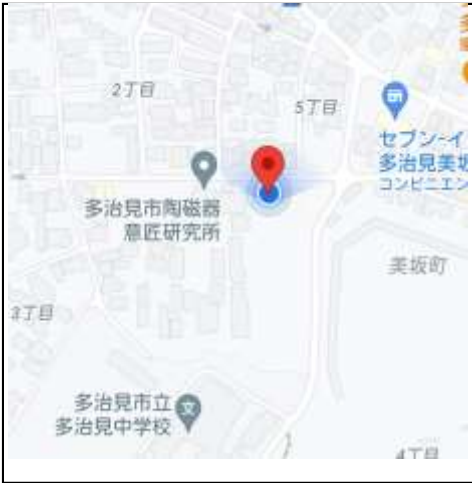 2丁目
5丁目
セブン-イ
多治見美坂
コンビニエン
多治見市陶磁器
意匠研究所
美坂町
3丁目
多治見市立
多治見中学校
文
4丁目